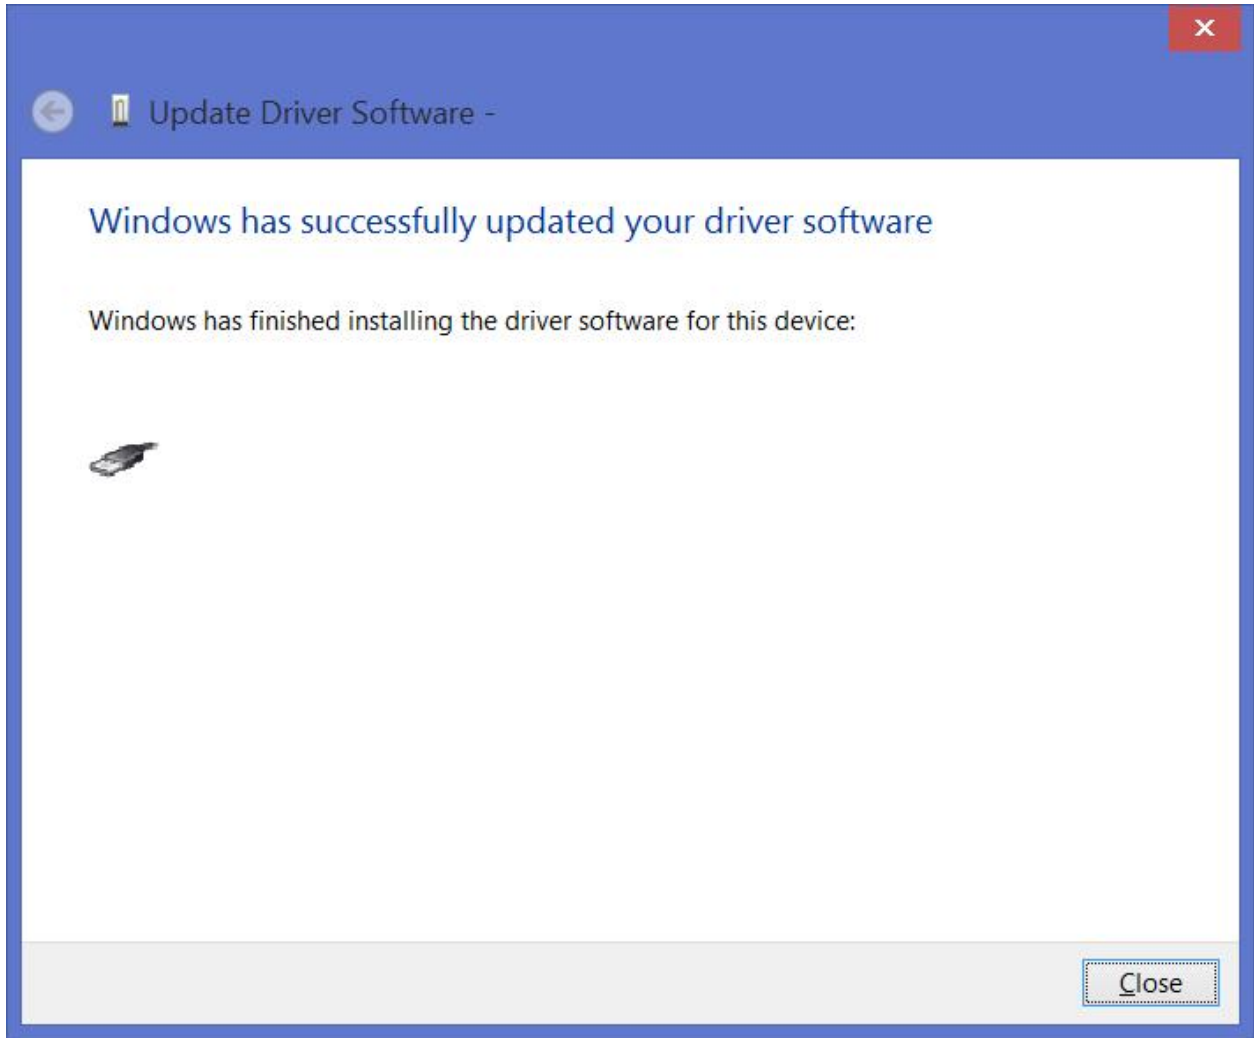 Update Driver Software -
Windows has successfully updated your driver software
Windows has finished installing the driver software for this device:
Close